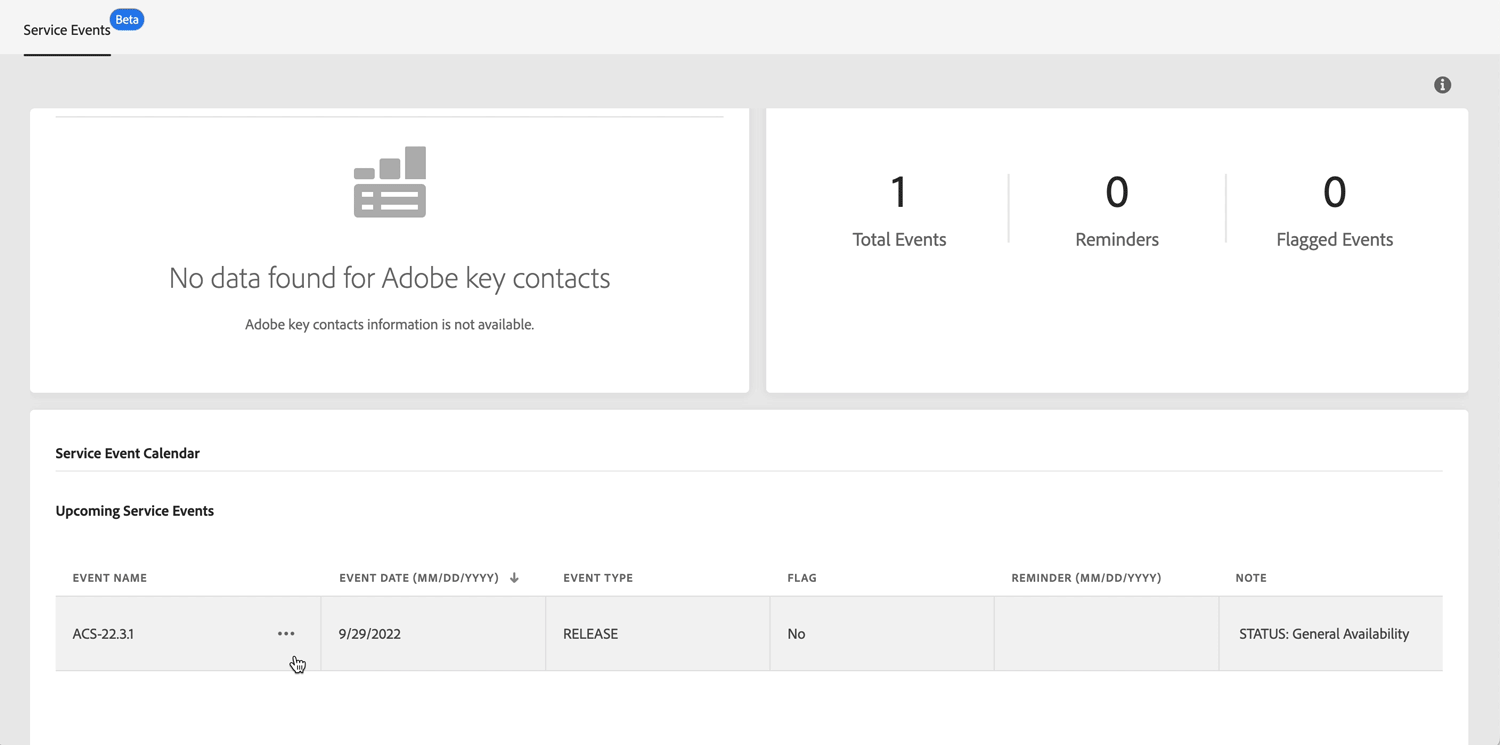 Service Events
Beta
No data found for Adobe key contacts
Adobe key contacts information is not available.
1
0
0
Total Events
Reminders
Flagged Events
Service Event Calendar
Upcoming Service Events
EVENT NAME
EVENT DATE (MM/DD/YYYY)
EVENT TYPE
FLAG
REMINDER (MM/DD/YYYY)
NOTE
ACS-22.3.1
9/29/2022
RELEASE
No
STATUS: General Availability